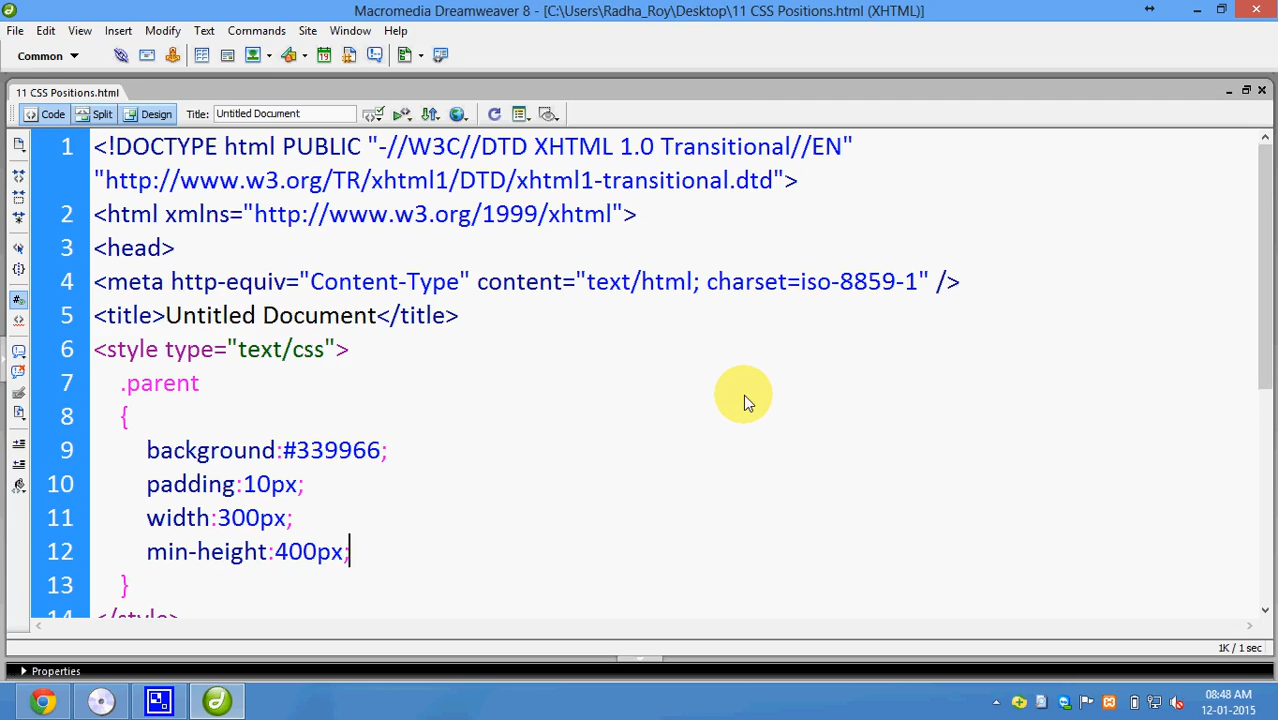 Macromedia Dreamweaver 8 - [C:\Users\Radha_Roy\Desktop\11 CSS Positions.html (XHTML)]
File Edit View Insert Modify Text Commands Site Window Help
Common
11 CSS Positions.html
Code Split Design Title: Untitled Document
1 <!DOCTYPE html PUBLIC "-//W3C//DTD XHTML 1.0 Transitional//EN"
"http://www.w3.org/TR/xhtml1/DTD/xhtml1-transitional.dtd">
2 <html xmlns="http://www.w3.org/1999/xhtml">
3 <head>
4 <meta http-equiv="Content-Type" content="text/html; charset=iso-8859-1" />
5 <title>Untitled Document</title>
6 <style type="text/css">
7 .parent
8 {
9 background:#339966;
10 padding:10px;
11 width:300px;
12 min-height:400px;
13 }
14 </style>
1K / 1 sec
Properties
08:48 AM
12-01-2015